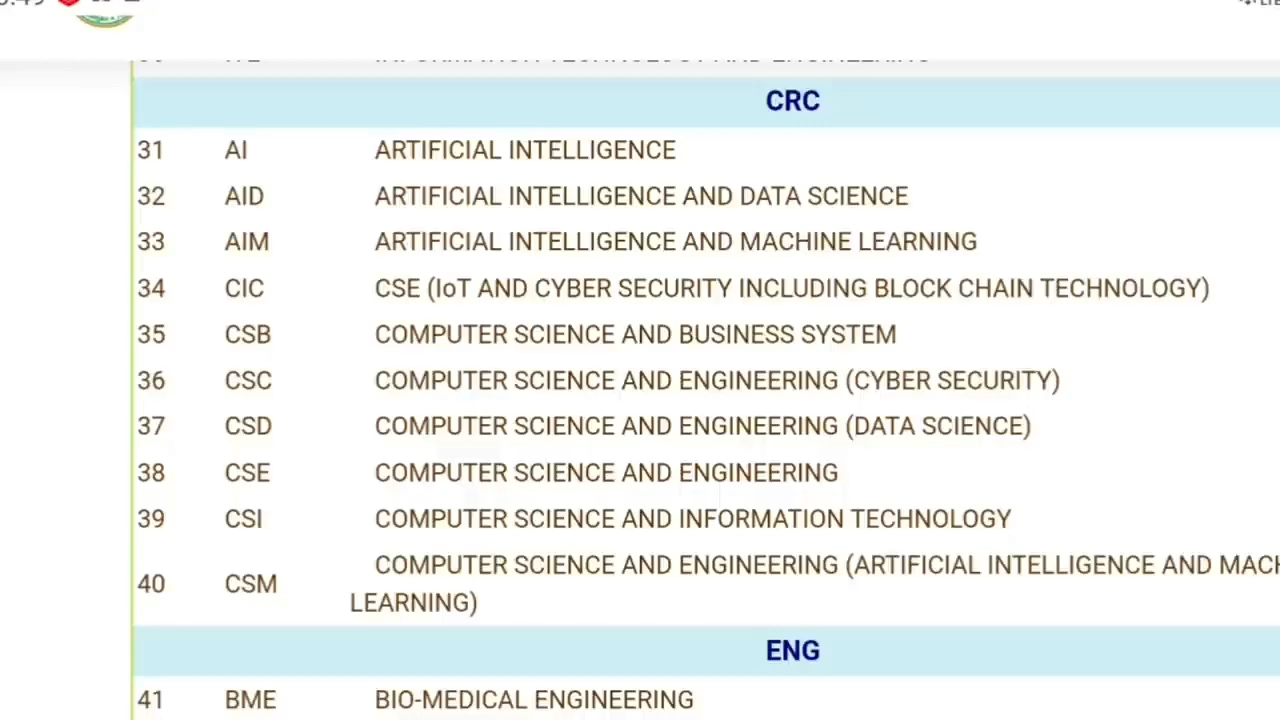 CRC
31 AI ARTIFICIAL INTELLIGENCE
32 AID ARTIFICIAL INTELLIGENCE AND DATA SCIENCE
33 AIM ARTIFICIAL INTELLIGENCE AND MACHINE LEARNING
34 CIC CSE (IoT AND CYBER SECURITY INCLUDING BLOCK CHAIN TECHNOLOGY)
35 CSB COMPUTER SCIENCE AND BUSINESS SYSTEM
36 CSC COMPUTER SCIENCE AND ENGINEERING (CYBER SECURITY)
37 CSD COMPUTER SCIENCE AND ENGINEERING (DATA SCIENCE)
38 CSE COMPUTER SCIENCE AND ENGINEERING
39 CSI COMPUTER SCIENCE AND INFORMATION TECHNOLOGY
40 CSM COMPUTER SCIENCE AND ENGINEERING (ARTIFICIAL INTELLIGENCE AND MACH
LEARNING)
ENG
41 BME BIO-MEDICAL ENGINEERING